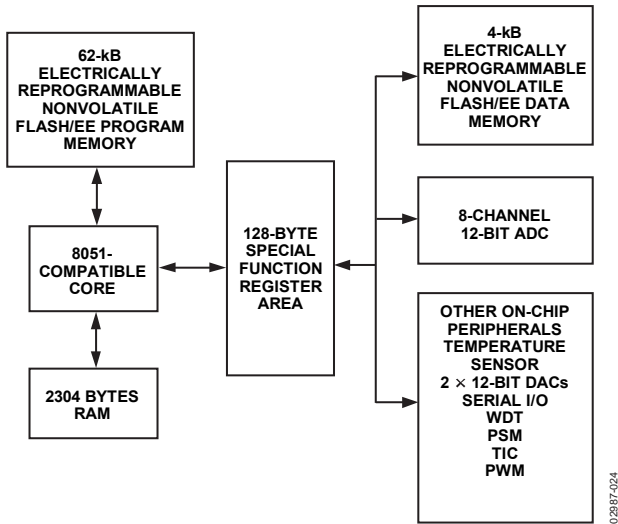 62-kB
ELECTRICALLY
REPROGRAMMABLE
NONVOLATILE
FLASH/EE PROGRAM
MEMORY
8051-
COMPATIBLE
CORE
2304 BYTES
RAM
128-BYTE
SPECIAL
FUNCTION
REGISTER
AREA
4-kB
ELECTRICALLY
REPROGRAMMABLE
NONVOLATILE
FLASH/EE DATA
MEMORY
8-CHANNEL
12-BIT ADC
OTHER ON-CHIP
PERIPHERALS
TEMPERATURE
SENSOR
2 × 12-BIT DACs
SERIAL I/O
WDT
PSM
TIC
PWM
02987-024